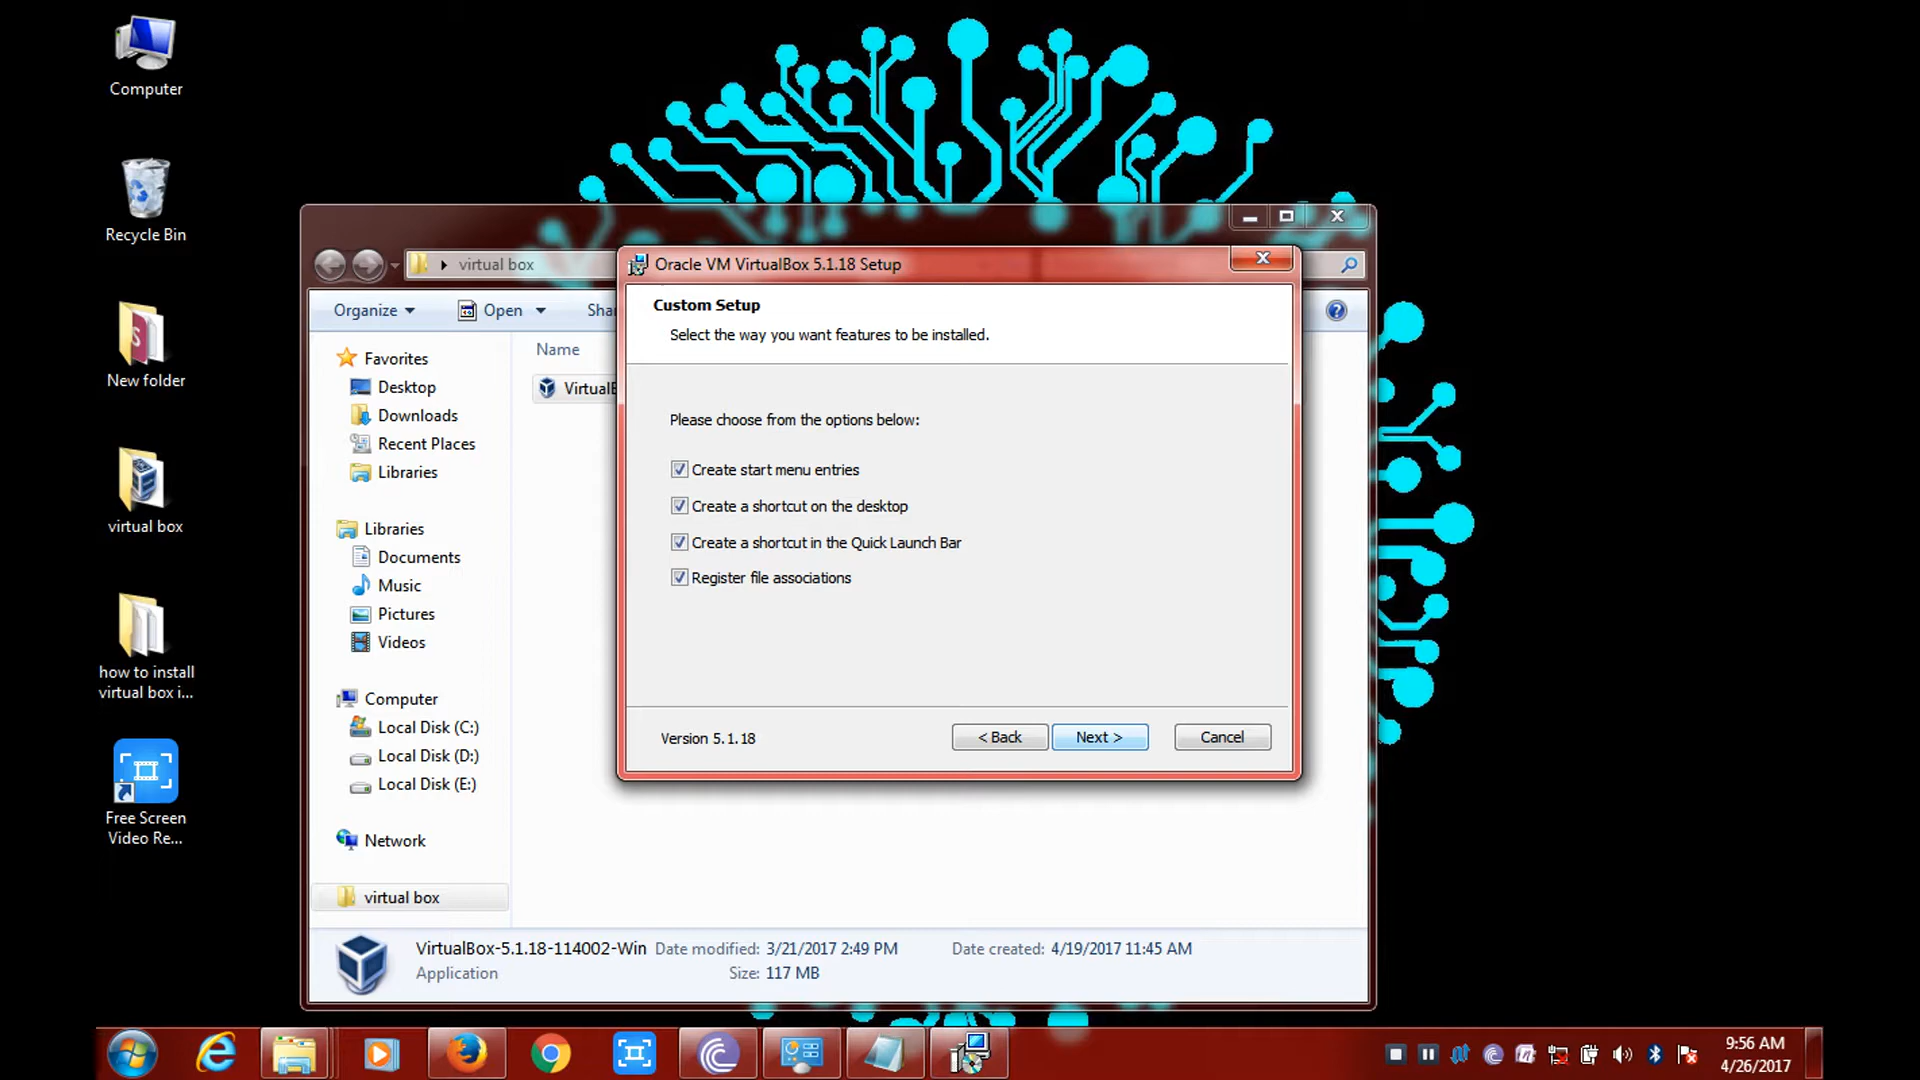 Computer
Recycle Bin
New folder
virtual box
how to install
virtual box i...
Free Screen
Video Re...
virtual box
Organize
Open
Name
Favorites
Desktop
Downloads
Recent Places
Libraries
Libraries
Documents
Music
Pictures
Videos
Computer
Local Disk (C:)
Local Disk (D:)
Local Disk (E:)
Network
virtual box
VirtualBox-5.1.18-114002-Win Date modified: 3/21/2017 2:49 PM Date created: 4/19/2017 11:45 AM
Application Size: 117 MB
Oracle VM VirtualBox 5.1.18 Setup
Custom Setup
Select the way you want features to be installed.
Please choose from the options below:
Create start menu entries
Create a shortcut on the desktop
Create a shortcut in the Quick Launch Bar
Register file associations
Version 5.1.18
< Back
Next >
Cancel
9:56 AM
4/26/2017